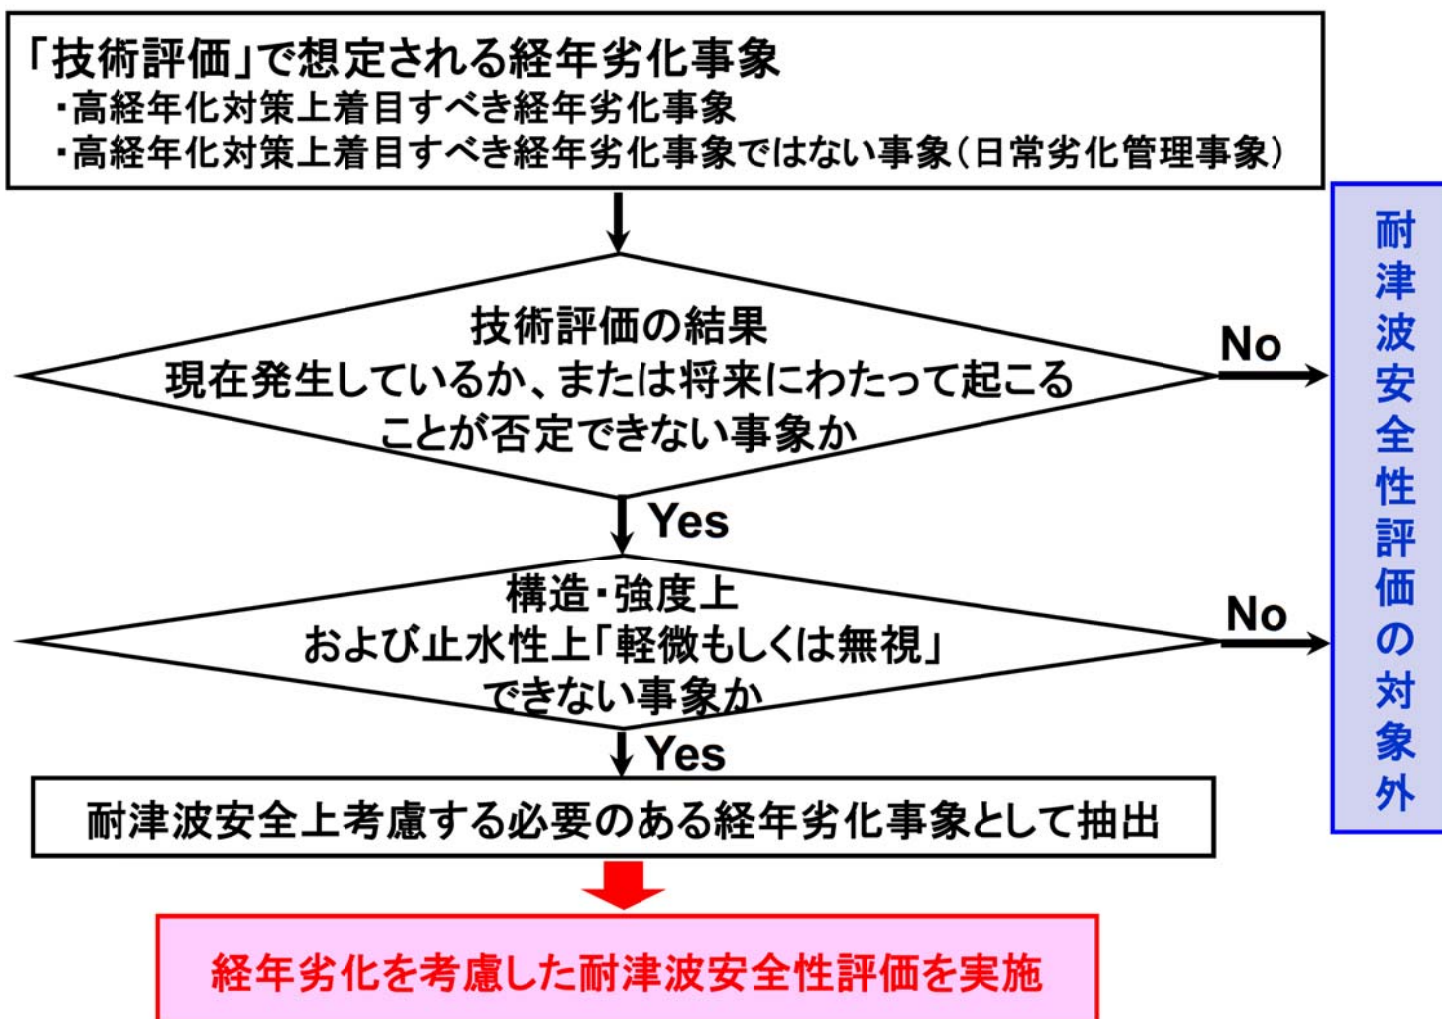 「技術評価」で想定される経年劣化事象
・高経年化対策上着目すべき経年劣化事象
・高経年化対策上着目すべき経年劣化事象ではない事象(日常劣化管理事象)
技術評価の結果
現在発生しているか、または将来にわたって起こる
ことが否定できない事象か
No
Yes
構造・強度上
および止水性上「軽微もしくは無視」
できない事象か
No
Yes
耐津波安全上考慮する必要のある経年劣化事象として抽出
経年劣化を考慮した耐津波安全性評価を実施
耐津波安全性評価の対象外